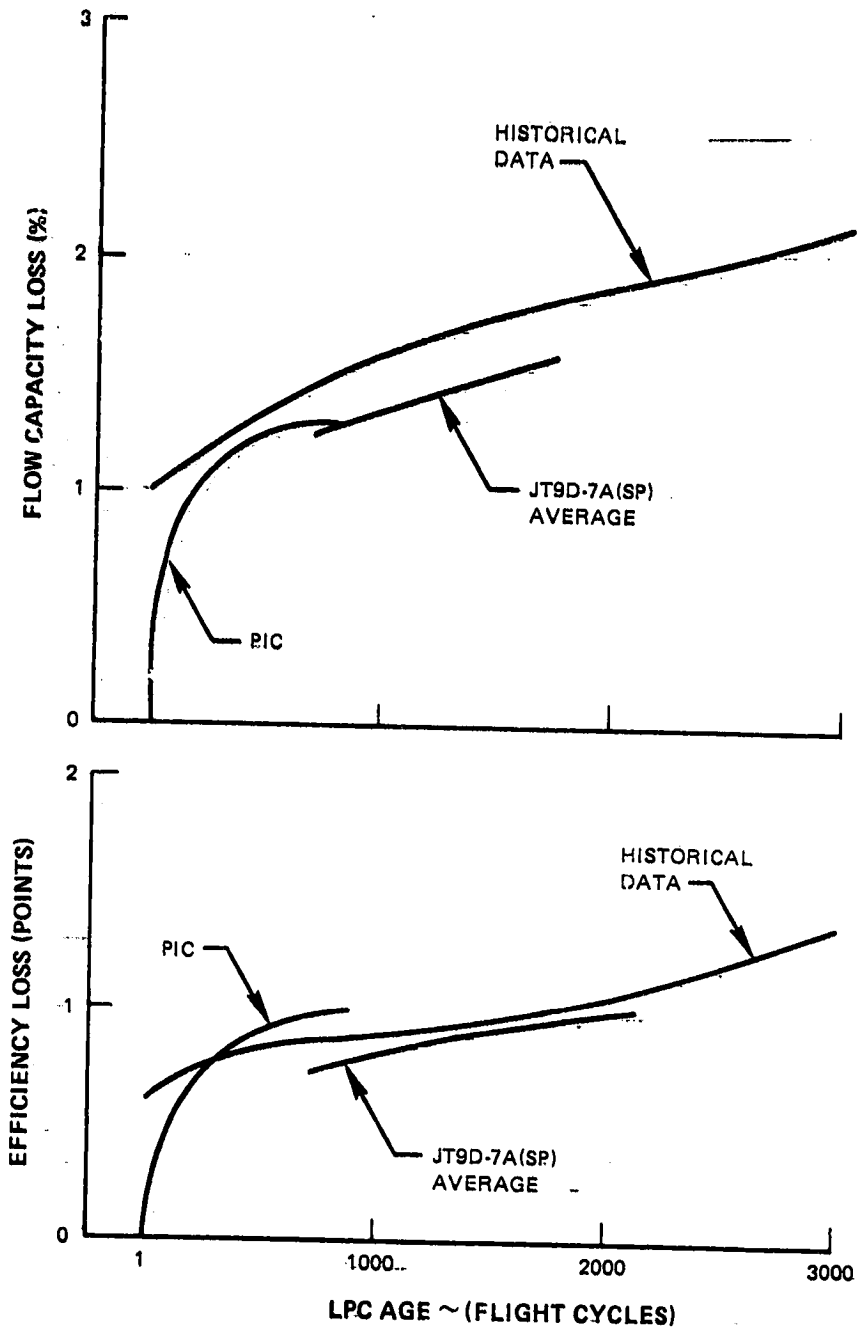 3
HISTORICAL
DATA
2
FLOW CAPACITY LOSS (%)
1
JT9D-7A(SP)
AVERAGE
PIC
0
2
HISTORICAL
DATA
EFFICIENCY LOSS (POINTS)
PIC
1
JT9D-7A(SP)
AVERAGE
0
1 1000 2000 3000
LPC AGE ~ (FLIGHT CYCLES)